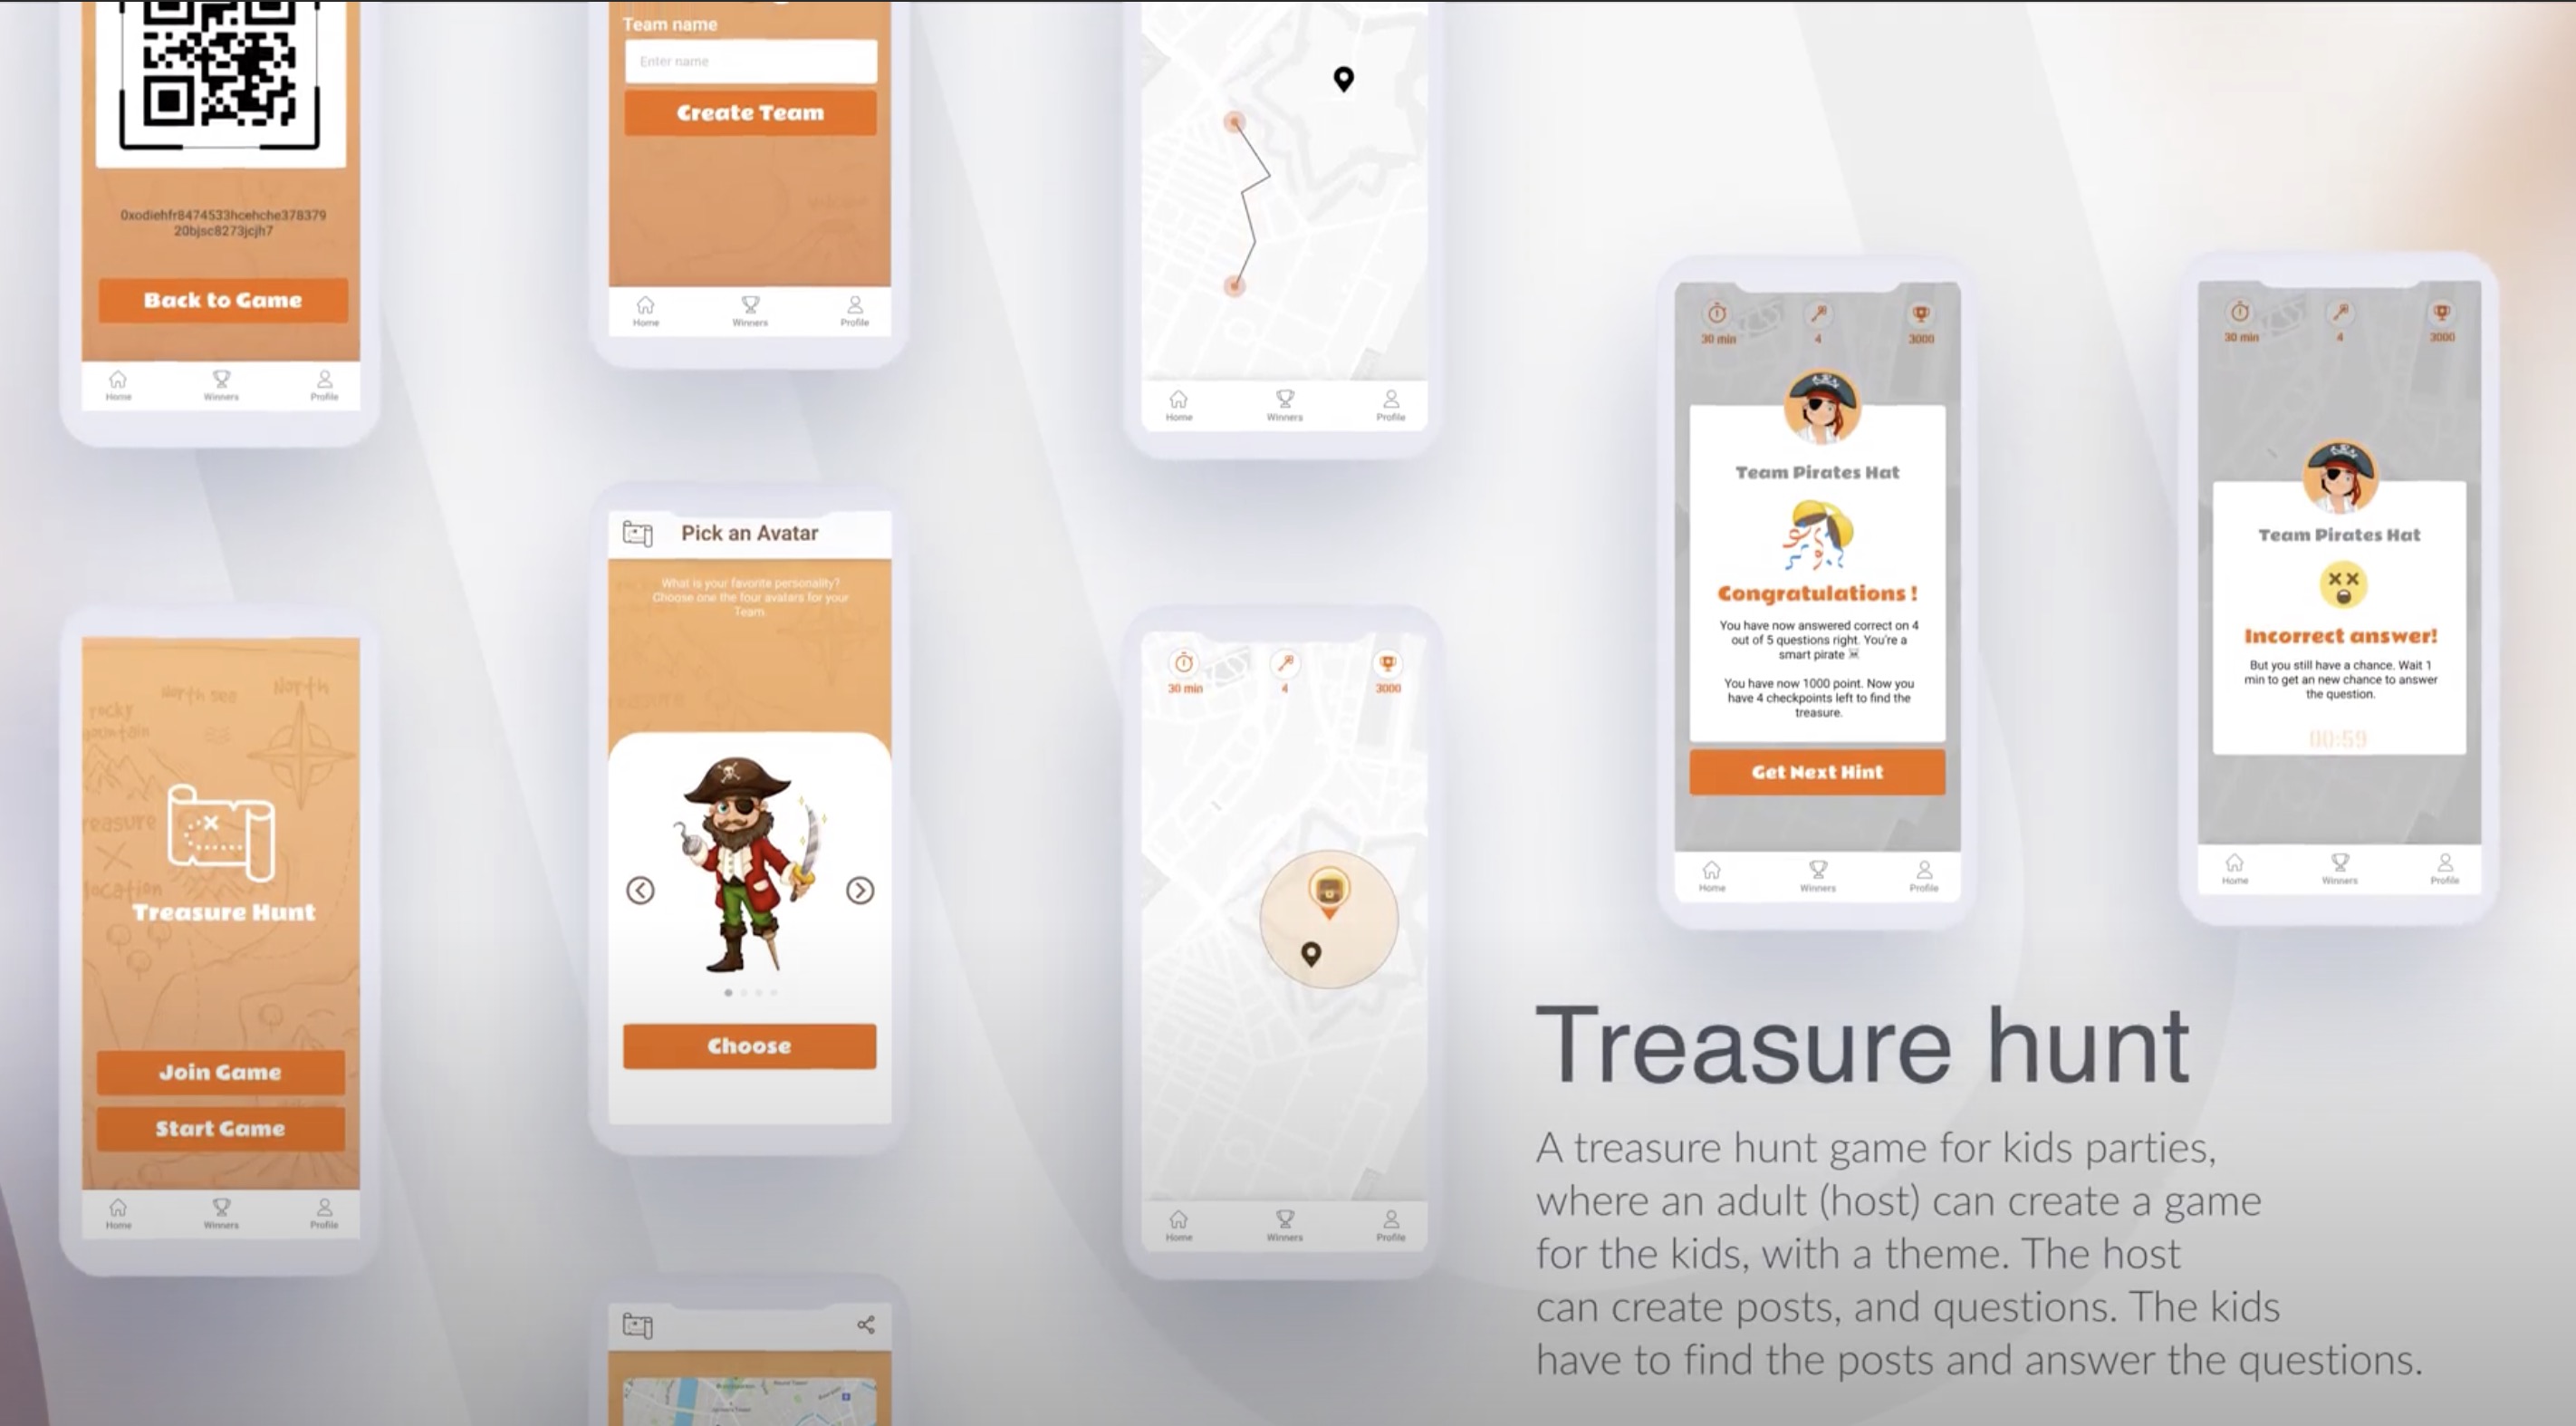 0xodiehfr8474533hcehche378379
20bjsc8273jcjh7
Back to Game
Home
Winners
Profile
Team name
Enter name
Create Team
Home
Winners
Profile
Home
Winners
Profile
30 min
4
3000
Team Pirates Hat
Congratulations !
You have now answered correct on 4
out of 5 questions right. You're a
smart pirate ☠
You have now 1000 point. Now you
have 4 checkpoints left to find the
treasure.
Get Next Hint
Home
Winners
Profile
30 min
4
3000
Team Pirates Hat
Incorrect answer!
But you still have a chance. Wait 1
min to get an new chance to answer
the question.
00:59
Home
Winners
Profile
North sea
North
rocky
mountain
reasure
location
Treasure Hunt
Join Game
Start Game
Home
Winners
Profile
Pick an Avatar
What is your favorite personality?
Choose one the four avatars for your
Team.
Choose
30 min
4
3000
Home
Winners
Profile
Treasure hunt
A treasure hunt game for kids parties,
where an adult (host) can create a game
for the kids, with a theme. The host
can create posts, and questions. The kids
have to find the posts and answer the questions.